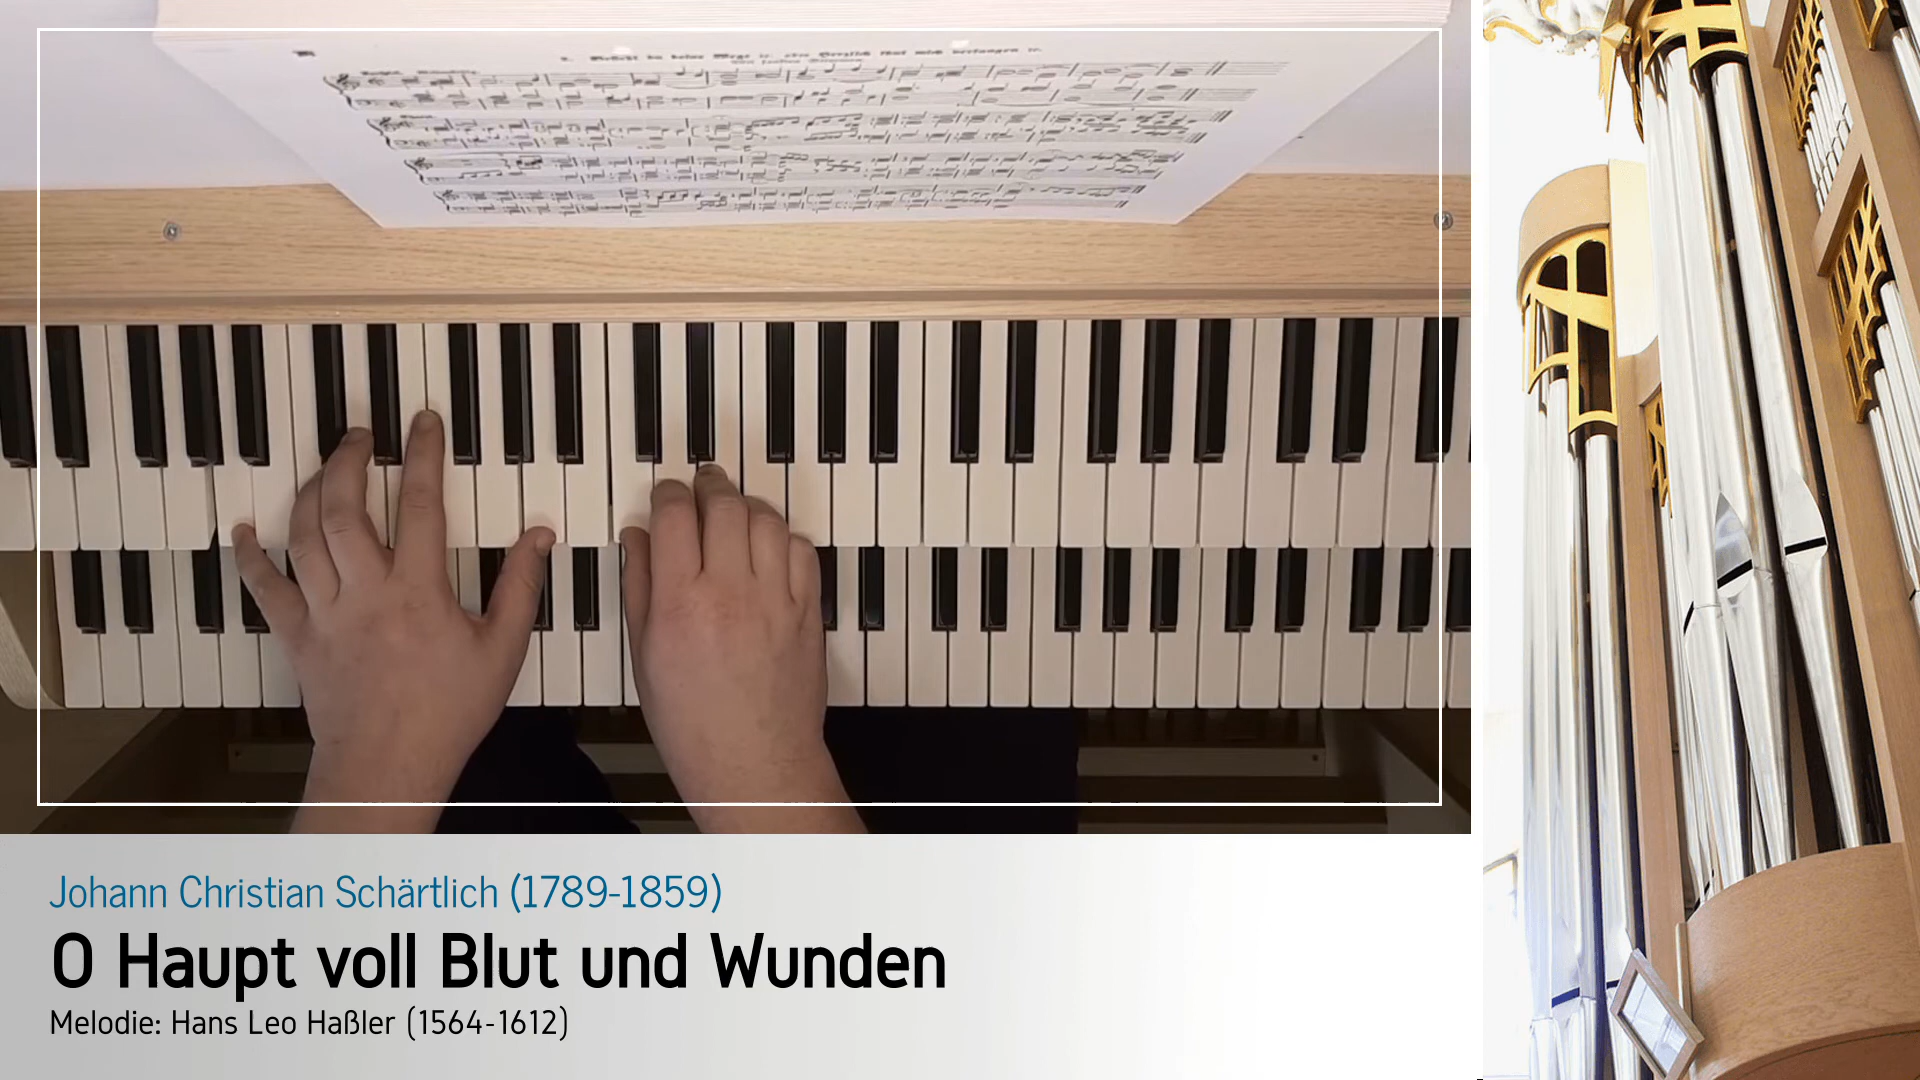 Johann Christian Schärtlich (1789-1859)
O Haupt voll Blut und Wunden
Melodie: Hans Leo Haßler (1564-1612)